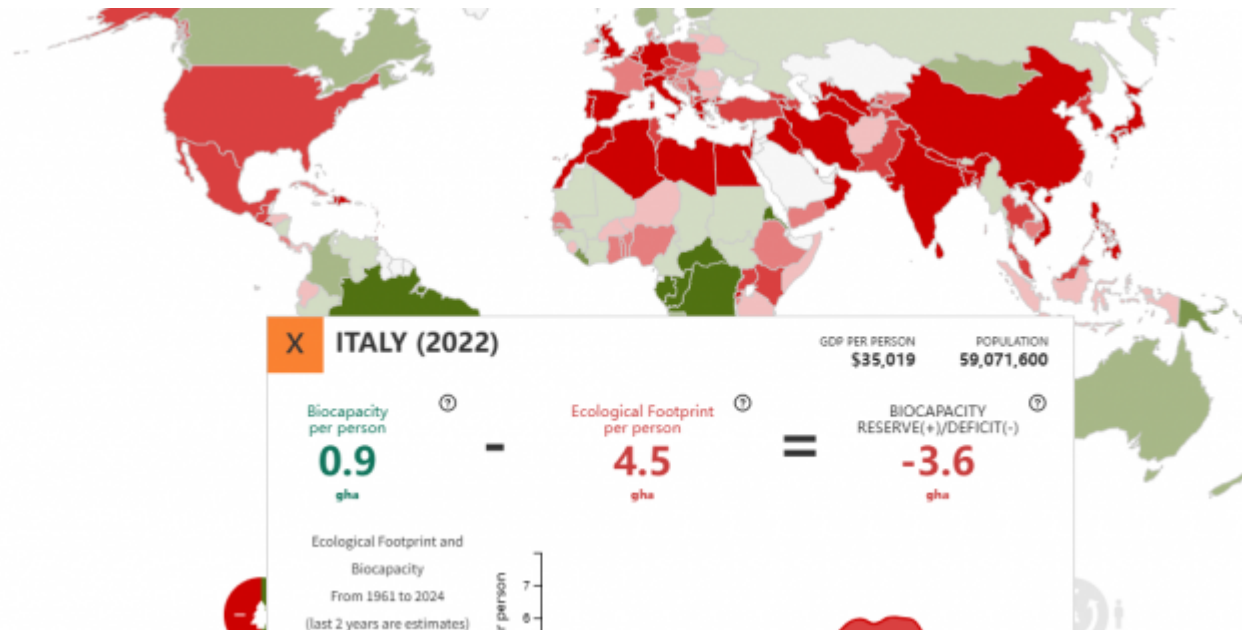 X
ITALY (2022)
GDP PER PERSON
$35,019
POPULATION
59,071,600
Biocapacity
per person
0.9
gha
?
-
Ecological Footprint
per person
4.5
gha
?
=
BIOCAPACITY
RESERVE(+)/DEFICIT(-)
-3.6
gha
?
Ecological Footprint and
Biocapacity
From 1961 to 2024
(last 2 years are estimates)
r person
7
6